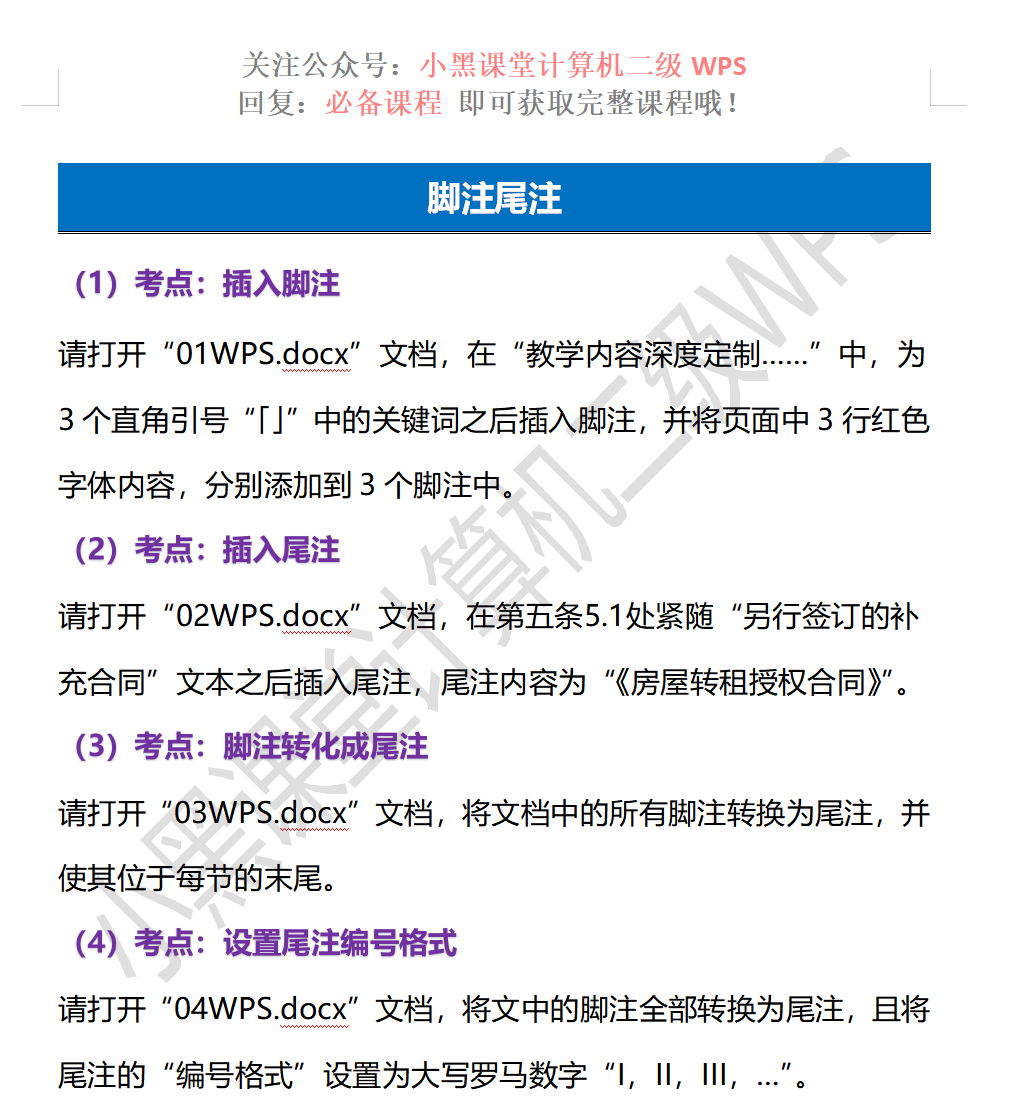 关注公众号：小黑课堂计算机二级 WPS
回复：必备课程 即可获取完整课程哦！
脚注尾注
（1）考点：插入脚注
请打开“01WPS.docx”文档，在“教学内容深度定制……”中，为
3 个直角引号“「」”中的关键词之后插入脚注，并将页面中 3 行红色
字体内容，分别添加到 3 个脚注中。
（2）考点：插入尾注
请打开“02WPS.docx”文档，在第五条5.1处紧随“另行签订的补
充合同”文本之后插入尾注，尾注内容为“《房屋转租授权合同》”。
（3）考点：脚注转化成尾注
请打开“03WPS.docx”文档，将文档中的所有脚注转换为尾注，并
使其位于每节的末尾。
（4）考点：设置尾注编号格式
请打开“04WPS.docx”文档，将文中的脚注全部转换为尾注，且将
尾注的“编号格式”设置为大写罗马数字“I，II，III，…”。
小黑课堂计算机二级WPS